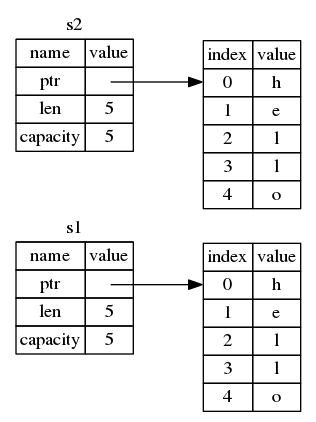 s2
name value
ptr
len 5
capacity 5
index value
0 h
1 e
2 l
3 l
4 o
s1
name value
ptr
len 5
capacity 5
index value
0 h
1 e
2 l
3 l
4 o